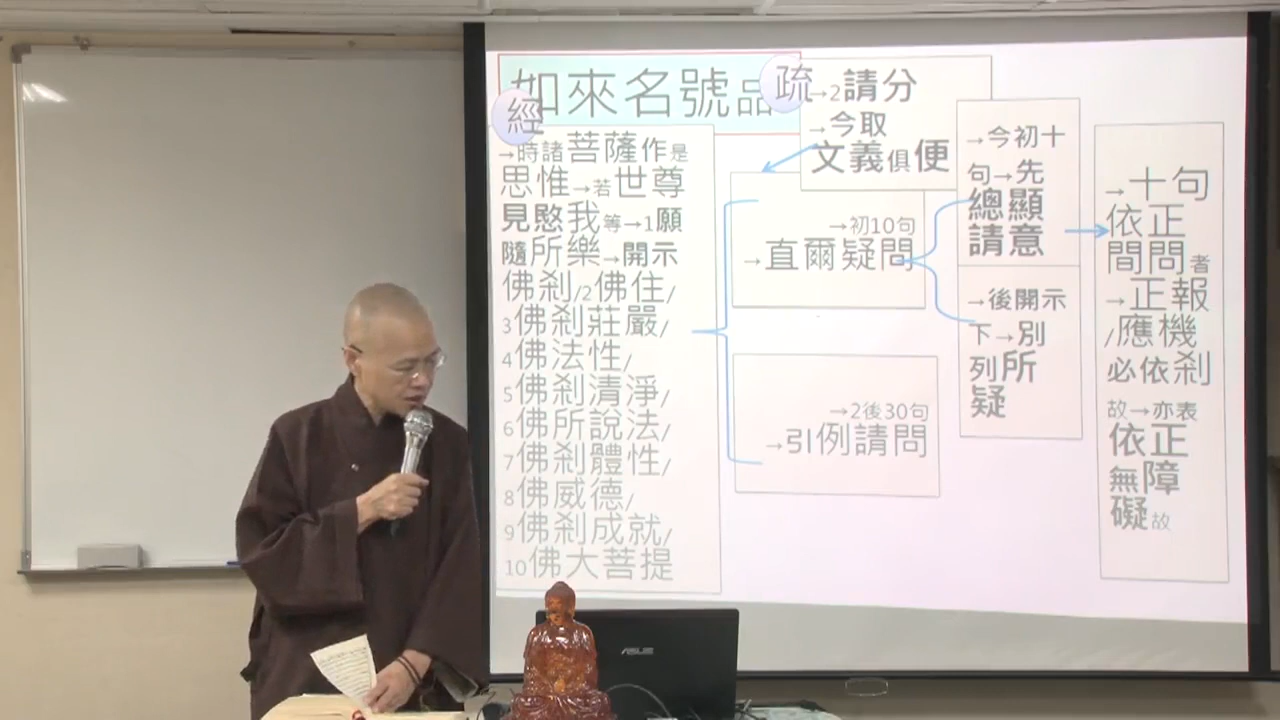 如來名號品
經
→時諸菩薩作是
思惟→若世尊
見愍我等→1願
隨所樂→開示
佛剎/2佛住/
3佛剎莊嚴/
4佛法性/
5佛剎清淨/
6佛所說法/
7佛剎體性/
8佛威德/
9佛剎成就/
10佛大菩提
疏
→2請分
→今取
文義俱便
→初10句
→直爾疑問
→2後30句
→引例請問
→今初十
句→先
總顯
請意
→後開示
下→別
列所
疑
→十句
依正
間問者
→正報
/應機
必依剎
故→亦表
依正
無障
礙故
ASUS